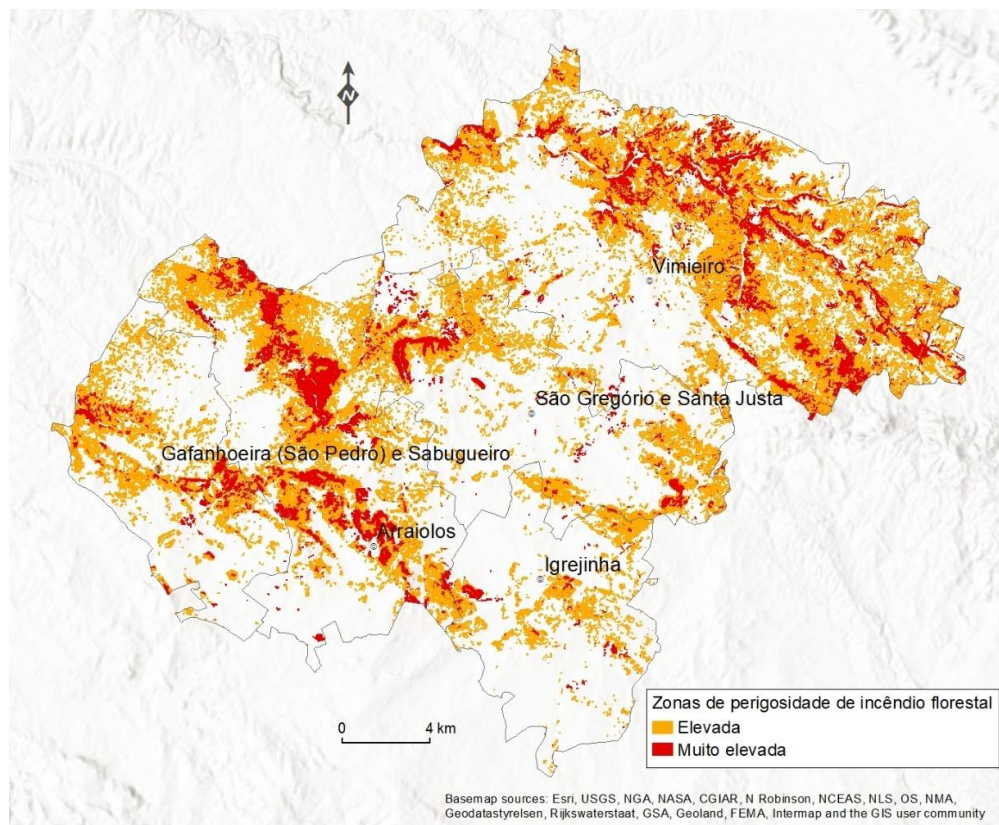 N
Vimieiro
São Gregório e Santa Justa
Gafanhoeira (São Pedro) e Sabugueiro
Arraiolos
Igrejinha
0 4 km
Zonas de perigosidade de incêndio florestal
Elevada
Muito elevada
Basemap sources: Esri, USGS, NGA, NASA, CGIAR, N Robinson, NCEAS, NLS, OS, NMA,
Geodatastyrelsen, Rijkswaterstaat, GSA, Geoland, FEMA, Intermap and the GIS user community